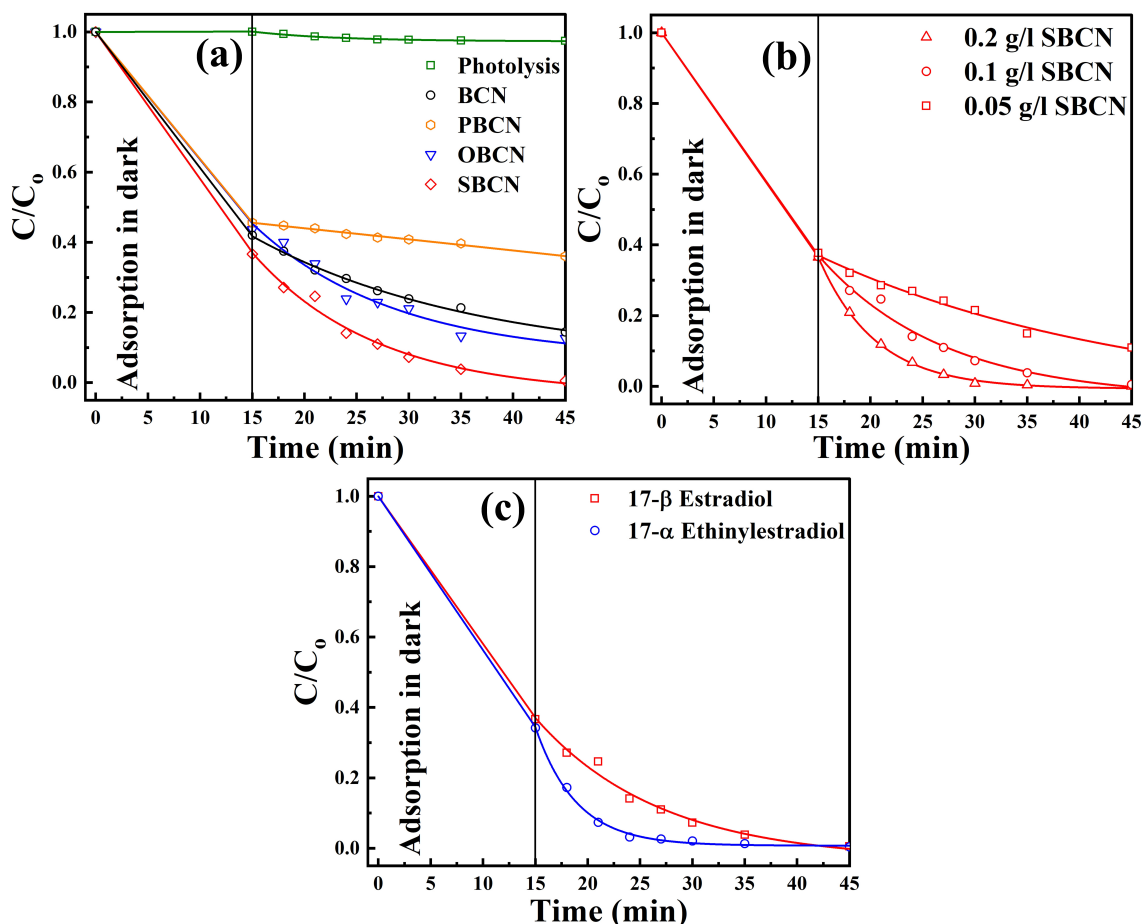 (a)
Photolysis
BCN
PBCN
OBCN
SBCN
Adsorption in dark
C/Co
1.0
0.8
0.6
0.4
0.2
0.0
0 5 10 15 20 25 30 35 40 45
Time (min)
(b)
0.2 g/l SBCN
0.1 g/l SBCN
0.05 g/l SBCN
Adsorption in dark
C/Co
1.0
0.8
0.6
0.4
0.2
0.0
0 5 10 15 20 25 30 35 40 45
Time (min)
(c)
17-β Estradiol
17-α Ethinylestradiol
Adsorption in dark
C/Co
1.0
0.8
0.6
0.4
0.2
0.0
0 5 10 15 20 25 30 35 40 45
Time (min)